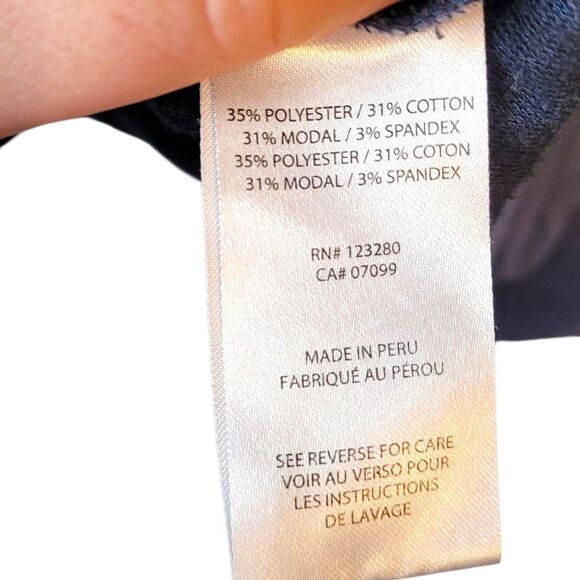 35% POLYESTER / 31% COTTON
31% MODAL / 3% SPANDEX
35% POLYESTER / 31% COTON
31% MODAL / 3% SPANDEX
RN# 123280
CA# 07099
MADE IN PERU
FABRIQUÉ AU PÉROU
SEE REVERSE FOR CARE
VOIR AU VERSO POUR
LES INSTRUCTIONS
DE LAVAGE